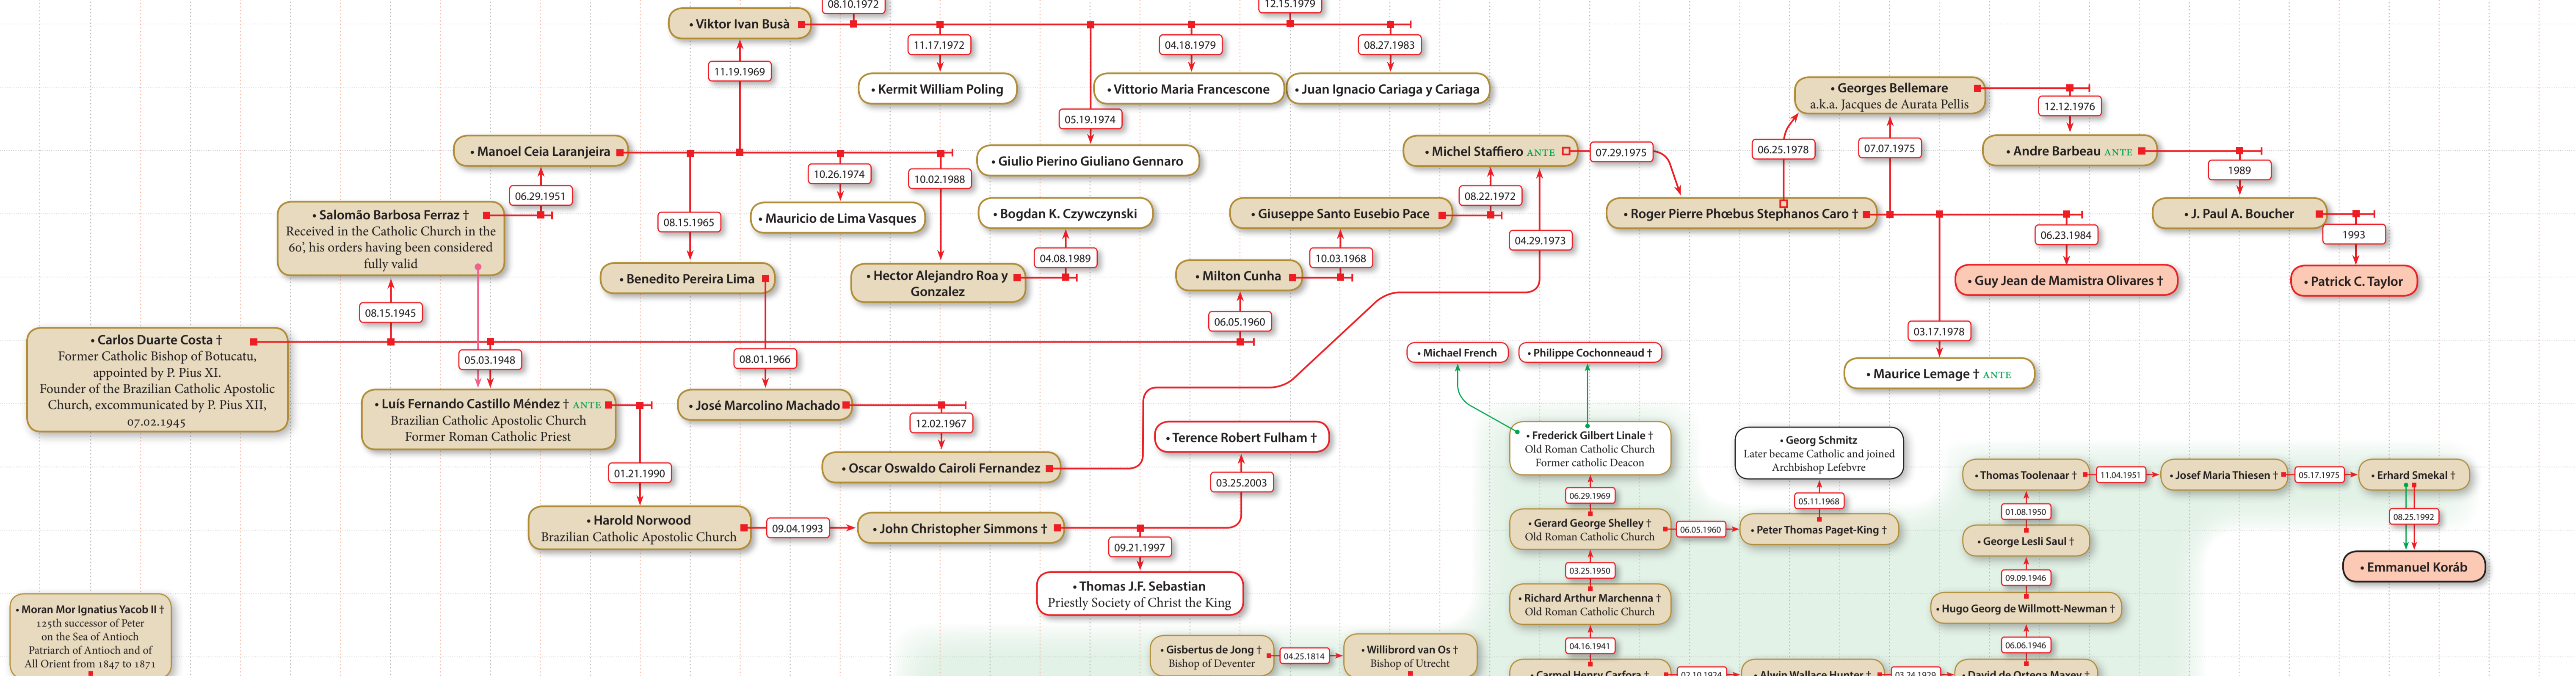 08.10.1972
12.15.1979
• Viktor Ivan Busà
11.17.1972
04.18.1979
08.27.1983
11.19.1969
• Kermit William Poling
• Vittorio Maria Francescone
• Juan Ignacio Cariaga y Cariaga
• Georges Bellemare
a.k.a. Jacques de Aurata Pellis
12.12.1976
05.19.1974
• Manoel Ceia Laranjeira
• Giulio Pierino Giuliano Gennaro
• Michel Staffiero ANTE
07.29.1975
06.25.1978
07.07.1975
• Andre Barbeau ANTE
1989
10.26.1974
10.02.1988
06.29.1951
08.22.1972
• Salomão Barbosa Ferraz †
Received in the Catholic Church in the
60', his orders having been considered
fully valid
08.15.1965
• Mauricio de Lima Vasques
• Bogdan K. Czywczynski
• Giuseppe Santo Eusebio Pace
• Roger Pierre Phœbus Stephanos Caro †
• J. Paul A. Boucher
04.29.1973
06.23.1984
1993
04.08.1989
10.03.1968
• Benedito Pereira Lima
• Hector Alejandro Roa y
Gonzalez
• Milton Cunha
• Guy Jean de Mamistra Olivares †
• Patrick C. Taylor
08.15.1945
06.05.1960
03.17.1978
• Carlos Duarte Costa †
Former Catholic Bishop of Botucatu,
appointed by P. Pius XI.
Founder of the Brazilian Catholic Apostolic
Church, excommunicated by P. Pius XII,
07.02.1945
05.03.1948
08.01.1966
• Michael French
• Philippe Cochonneaud †
• Maurice Lemage † ANTE
• Luís Fernando Castillo Méndez † ANTE
Brazilian Catholic Apostolic Church
Former Roman Catholic Priest
• José Marcolino Machado
12.02.1967
• Terence Robert Fulham †
• Frederick Gilbert Linale †
Old Roman Catholic Church
Former catholic Deacon
• Georg Schmitz
Later became Catholic and joined
Archbishop Lefebvre
01.21.1990
• Oscar Oswaldo Cairoli Fernandez
03.25.2003
• Thomas Toolenaar †
11.04.1951
• Josef Maria Thiesen †
05.17.1975
• Erhard Smekal †
06.29.1969
05.11.1968
01.08.1950
08.25.1992
• Harold Norwood
Brazilian Catholic Apostolic Church
09.04.1993
• John Christopher Simmons †
• Gerard George Shelley †
Old Roman Catholic Church
06.05.1960
• Peter Thomas Paget-King †
• George Lesli Saul †
09.21.1997
03.25.1950
09.09.1946
• Emmanuel Koráb
• Thomas J.F. Sebastian
Priestly Society of Christ the King
• Richard Arthur Marchenna †
Old Roman Catholic Church
• Hugo Georg de Willmott-Newman †
• Moran Mor Ignatius Yacob II †
125th successor of Peter
on the Sea of Antioch
Patriarch of Antioch and of
All Orient from 1847 to 1871
• Gisbertus de Jong †
Bishop of Deventer
04.25.1814
• Willibrord van Os †
Bishop of Utrecht
04.16.1941
06.06.1946
• Carmel Henry Carfora †
02.10.1924
• Alwin Wallace Hunter †
03.24.1929
• David de Ortega Maxey †